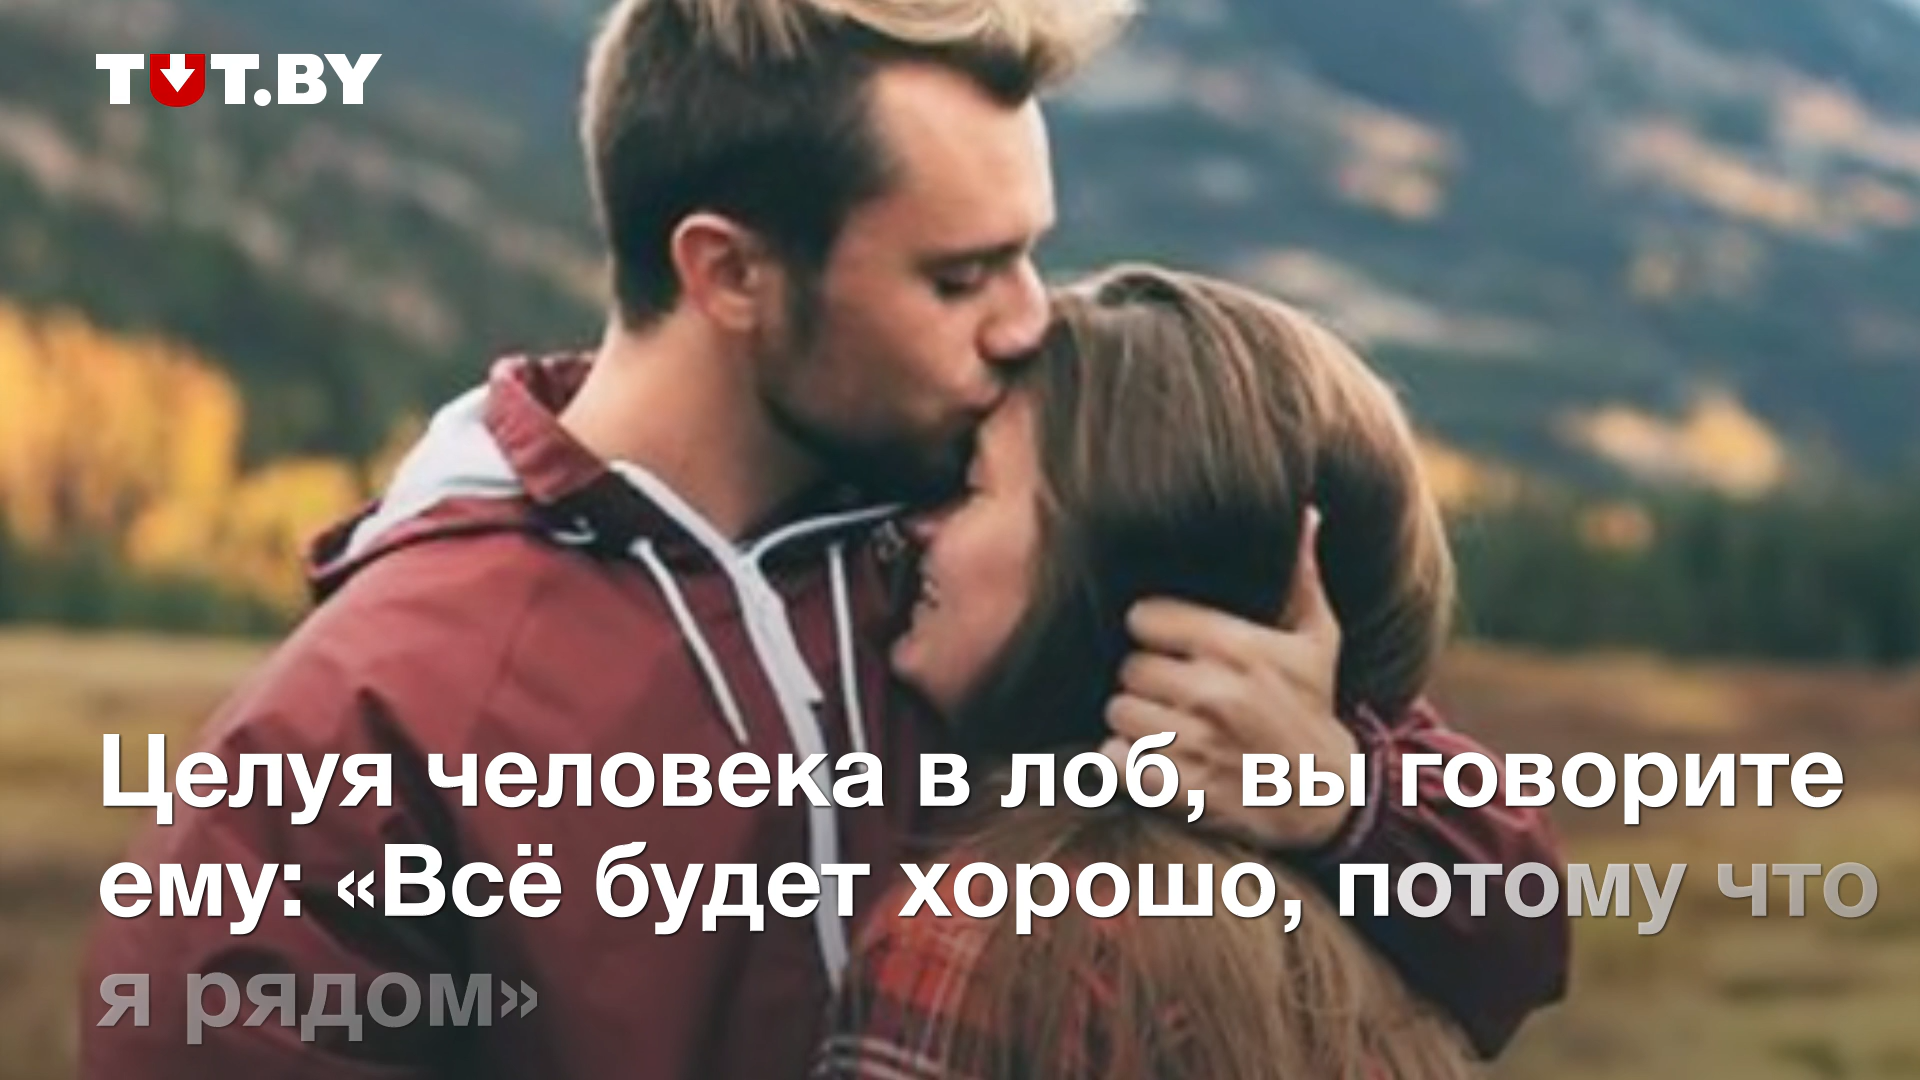 TUT.BY
Целуя человека в лоб, вы говорите
ему: «Всё будет хорошо, потому что
я рядом»